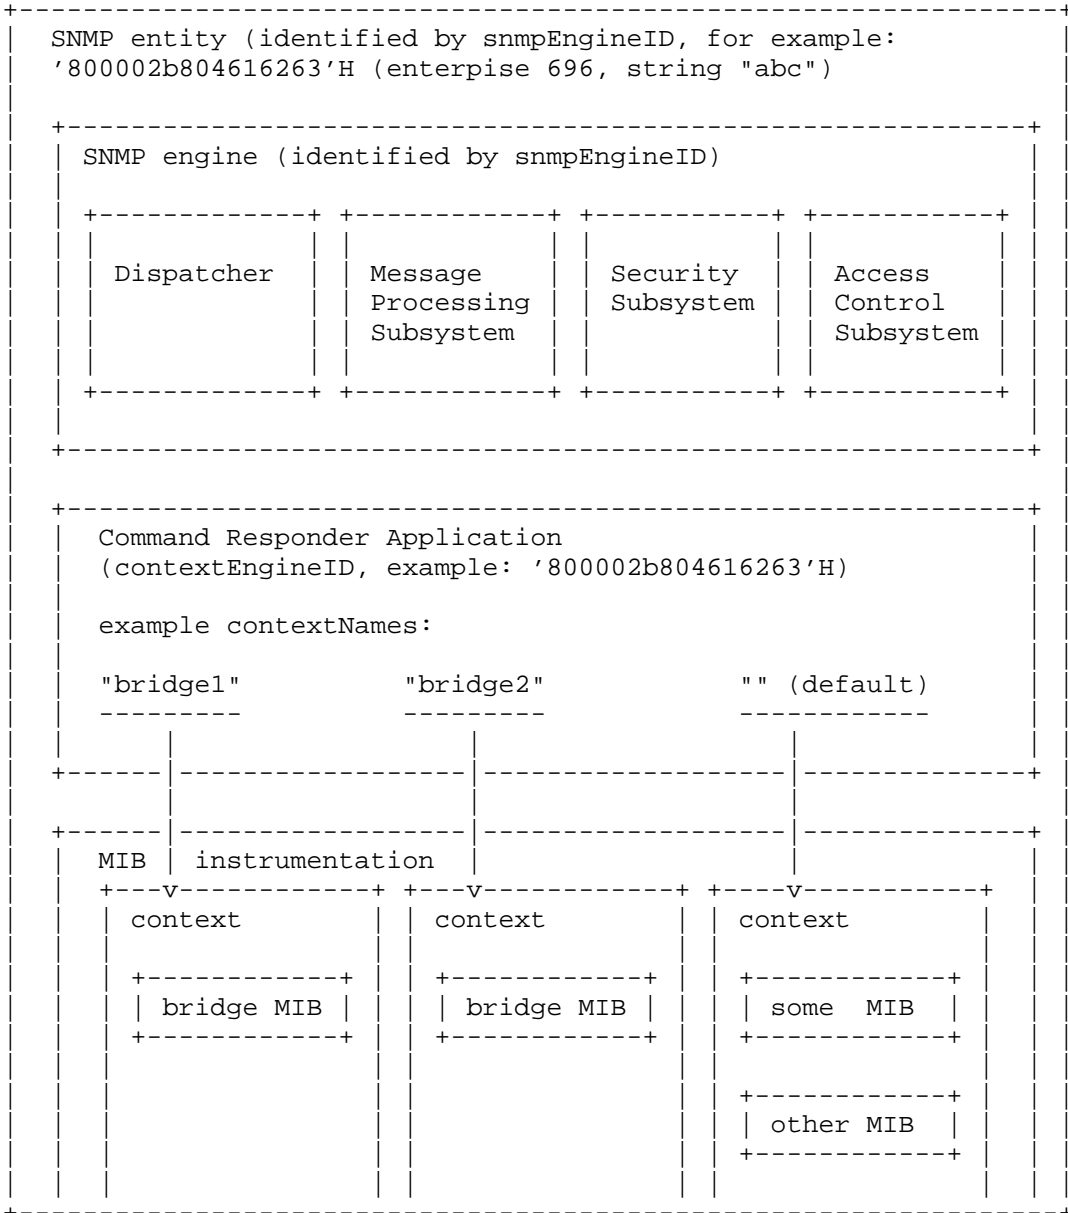 SNMP entity (identified by snmpEngineID, for example:
’800002b804616263’H (enterpise 696, string "abc")
SNMP engine (identified by snmpEngineID)
Dispatcher Message Security Access
Processing Subsystem Control
Subsystem Subsystem
Command Responder Application
(contextEngineID, example: ’800002b804616263’H)
example contextNames:
"bridge1" "bridge2" "" (default)
MIB instrumentation
context context context
bridge MIB bridge MIB some MIB
other MIB